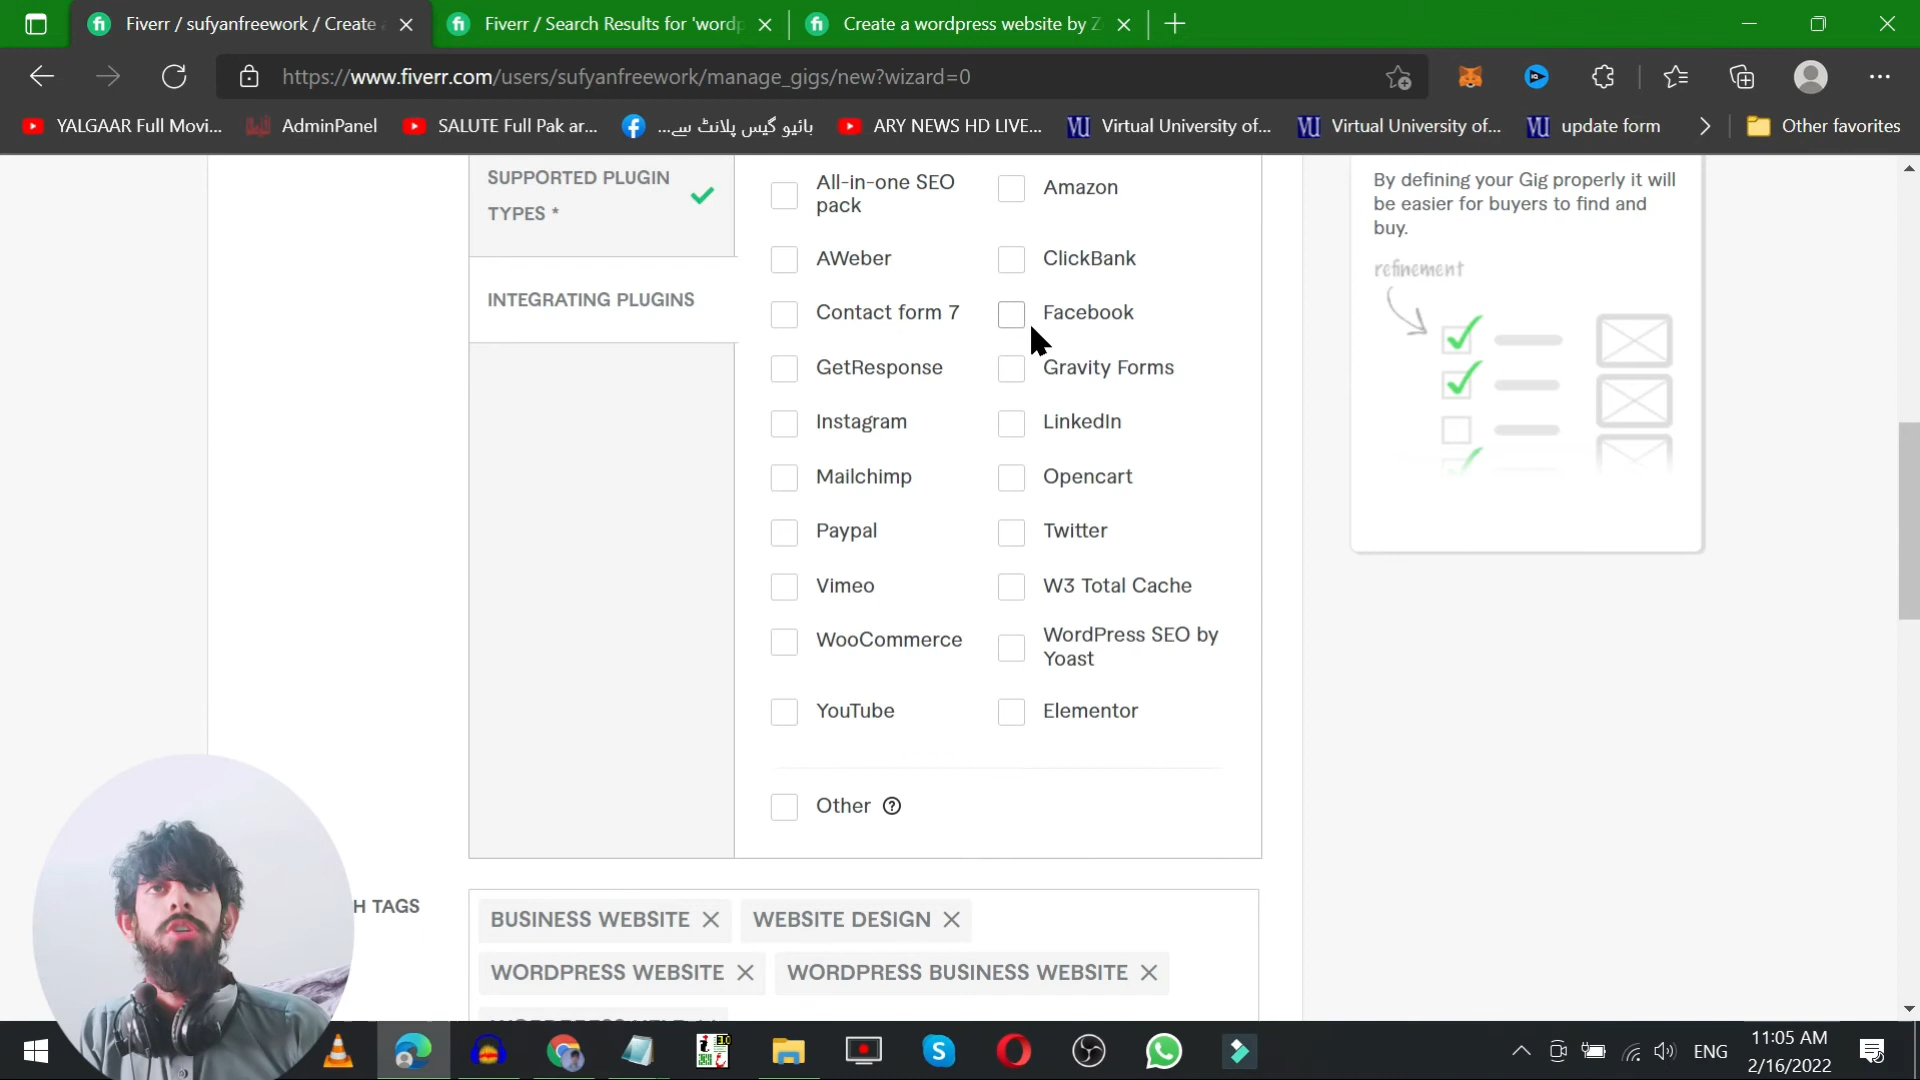 Fiverr / sufyanfreework / Create
Fiverr / Search Results for 'wordp
Create a wordpress website by Z
https://www.fiverr.com/users/sufyanfreework/manage_gigs/new?wizard=0
YALGAAR Full Movi...
AdminPanel
SALUTE Full Pak ar...
بائیو گیس پلانٹ سے...
ARY NEWS HD LIVE...
Virtual University of...
Virtual University of...
update form
Other favorites
SUPPORTED PLUGIN
TYPES *
All-in-one SEO
pack
Amazon
AWeber
ClickBank
INTEGRATING PLUGINS
Contact form 7
Facebook
GetResponse
Gravity Forms
Instagram
LinkedIn
Mailchimp
Opencart
Paypal
Twitter
Vimeo
W3 Total Cache
WooCommerce
WordPress SEO by
Yoast
YouTube
Elementor
Other
By defining your Gig properly it will
be easier for buyers to find and
buy.
refinement
H TAGS
BUSINESS WEBSITE
WEBSITE DESIGN
WORDPRESS WEBSITE
WORDPRESS BUSINESS WEBSITE
ENG
11:05 AM
2/16/2022